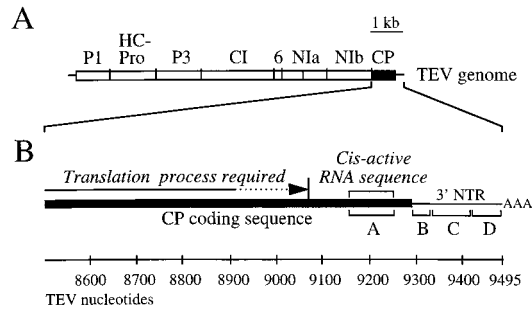 A
1 kb
HC-
P1 Pro P3 CI 6 NIa NIb CP
TEV genome
B
Translation process required
Cis-active
RNA sequence
3' NTR
AAA
CP coding sequence
A B C D
8600 8700 8800 8900 9000 9100 9200 9300 9400 9495
TEV nucleotides